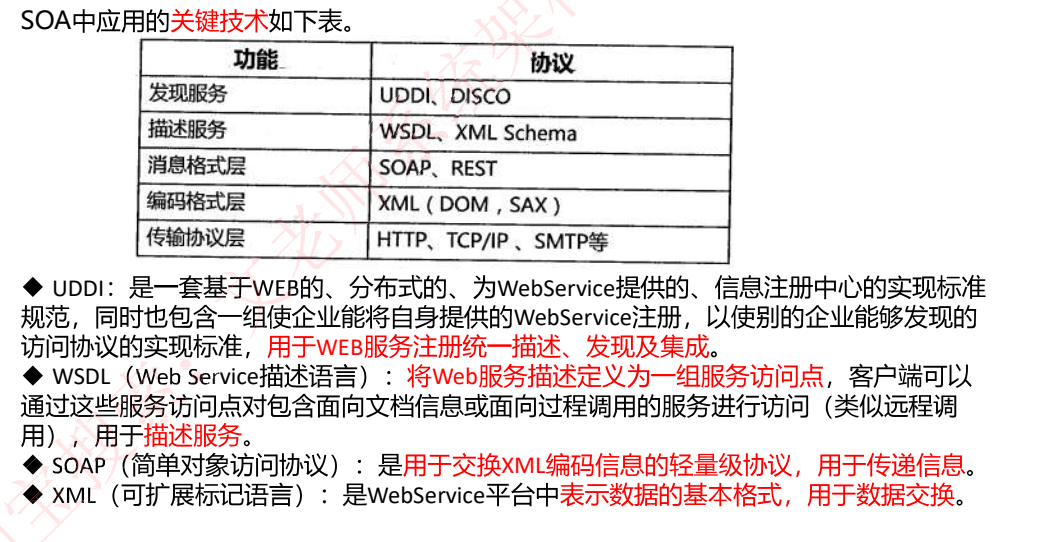 SOA中应用的关键技术如下表。
功能 协议
发现服务 UDDI、DISCO
描述服务 WSDL、XML Schema
消息格式层 SOAP、REST
编码格式层 XML（DOM，SAX）
传输协议层 HTTP、TCP/IP、SMTP等
◆ UDDI：是一套基于WEB的、分布式的、为WebService提供的、信息注册中心的实现标准
规范，同时也包含一组使企业能将自身提供的WebService注册，以使别的企业能够发现的
访问协议的实现标准，用于WEB服务注册统一描述、发现及集成。
◆ WSDL（Web Service描述语言）：将Web服务描述定义为一组服务访问点，客户端可以
通过这些服务访问点对包含面向文档信息或面向过程调用的服务进行访问（类似远程调
用），用于描述服务。
◆ SOAP（简单对象访问协议）：是用于交换XML编码信息的轻量级协议，用于传递信息。
◆ XML（可扩展标记语言）：是WebService平台中表示数据的基本格式，用于数据交换。